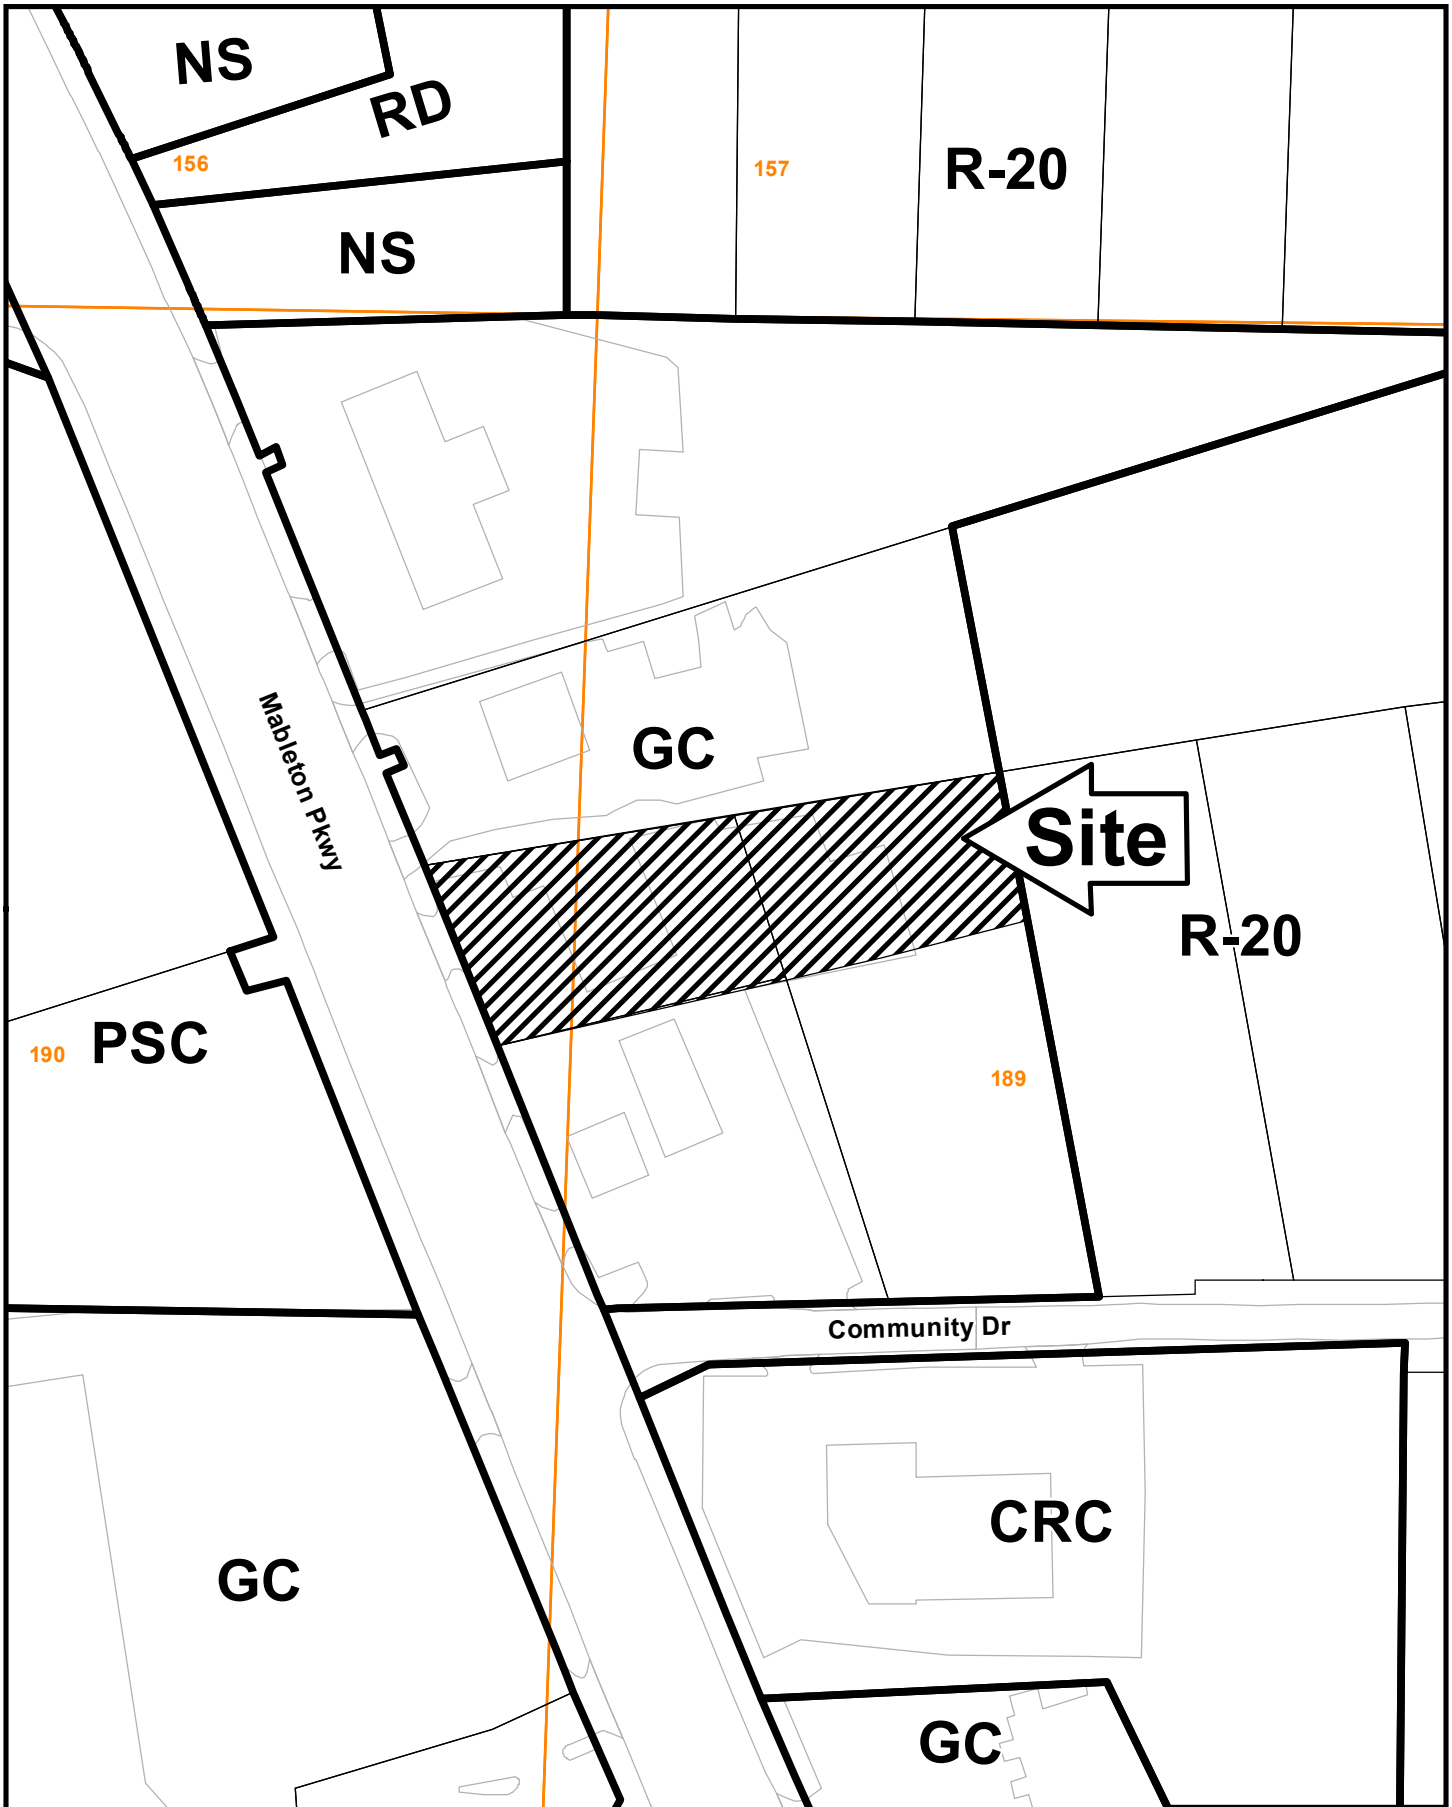 NS
RD
156
157
R-20
NS
Mableton Pkwy
GC
Site
R-20
190
PSC
189
Community Dr
CRC
GC
GC